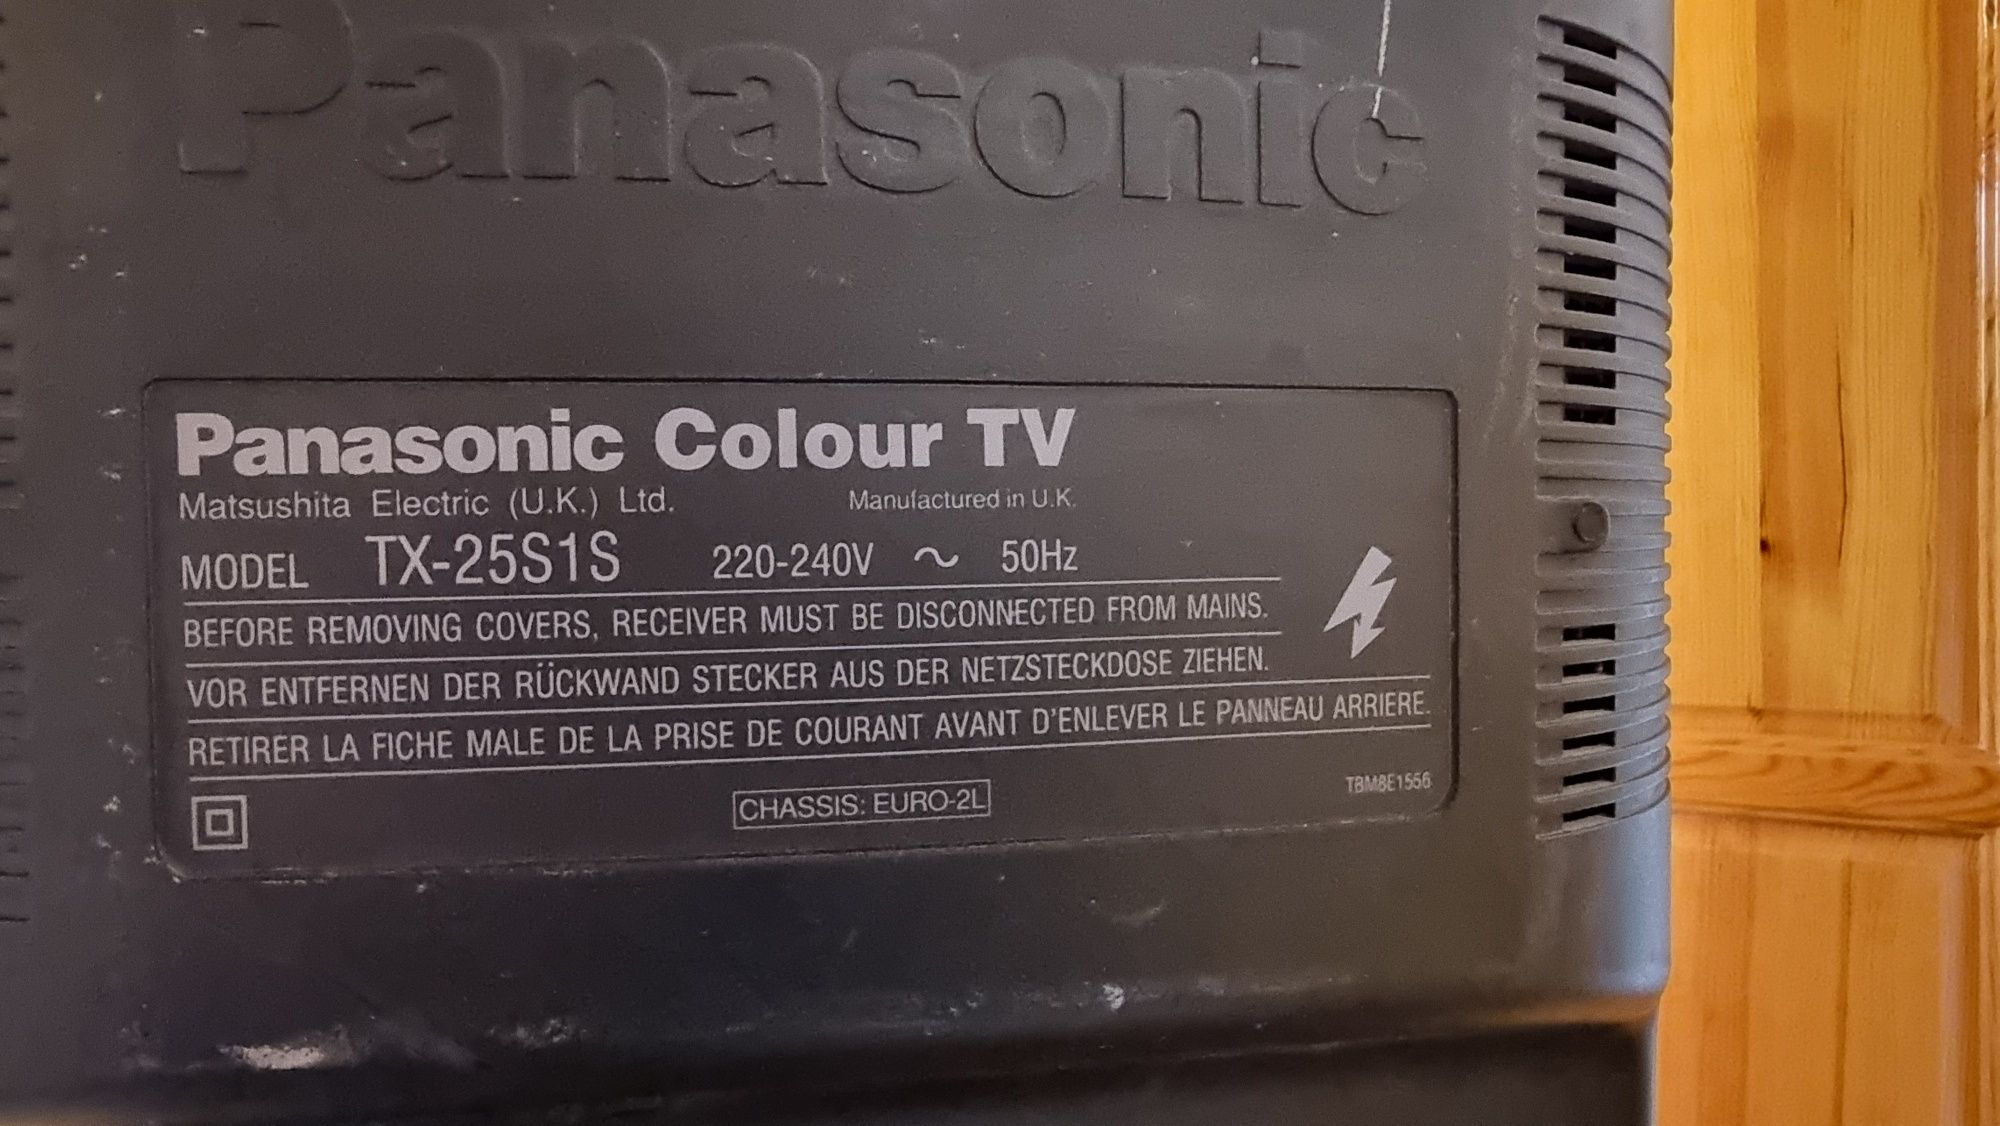 Panasonic
Panasonic Colour TV
Matsushita Electric (U.K.) Ltd. Manufactured in U.K.
MODEL TX-25S1S 220-240V ~ 50Hz
BEFORE REMOVING COVERS, RECEIVER MUST BE DISCONNECTED FROM MAINS.
VOR ENTFERNEN DER RÜCKWAND STECKER AUS DER NETZSTECKDOSE ZIEHEN.
RETIRER LA FICHE MALE DE LA PRISE DE COURANT AVANT D'ENLEVER LE PANNEAU ARRIERE.
CHASSIS: EURO-2L
TBM8E1556